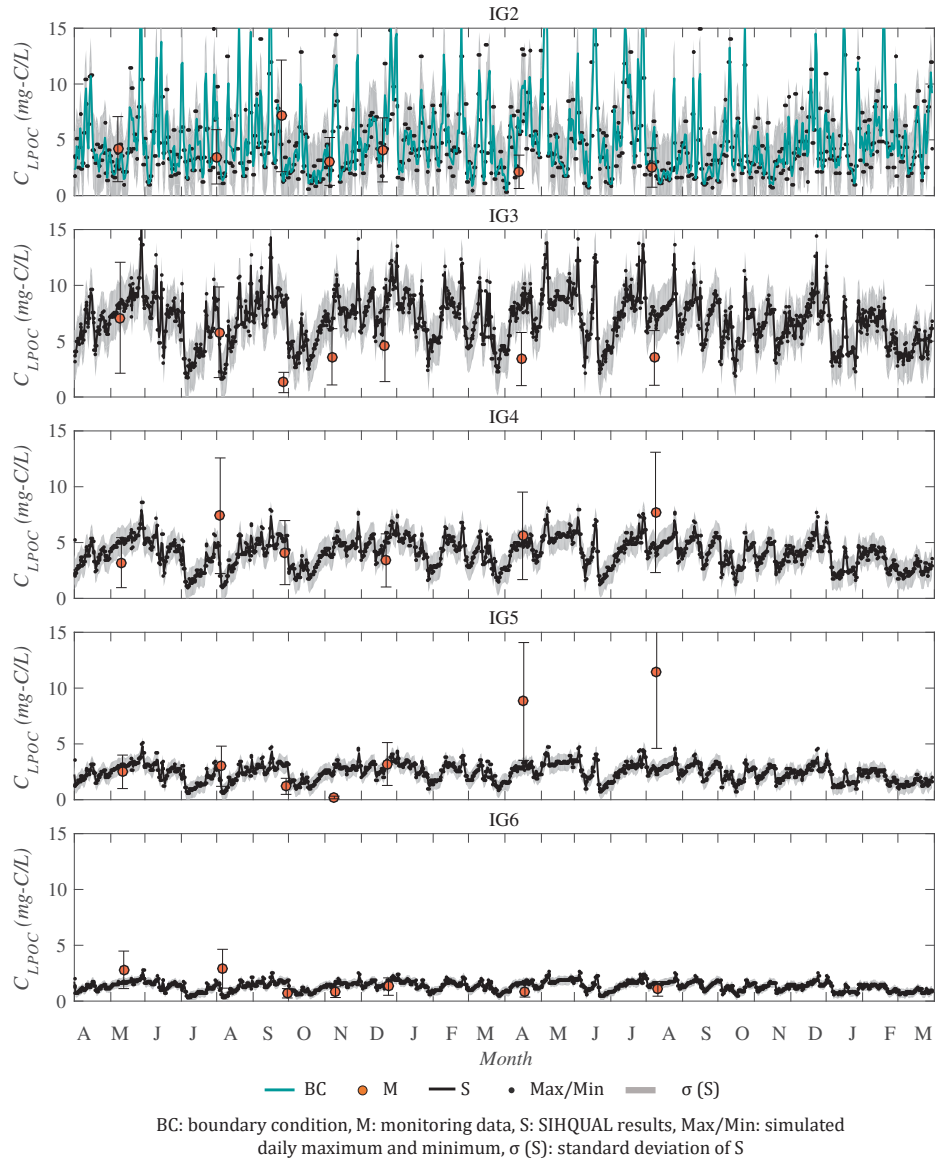 IG2
15
10
5
0
C_LPOC (mg-C/L)
IG3
15
10
5
0
C_LPOC (mg-C/L)
IG4
15
10
5
0
C_LPOC (mg-C/L)
IG5
15
10
5
0
C_LPOC (mg-C/L)
IG6
15
10
5
0
C_LPOC (mg-C/L)
A M J J A S O N D J F M A M J J A S O N D J F M
Month
BC M S Max/Min σ (S)
BC: boundary condition, M: monitoring data, S: SIHQUAL results, Max/Min: simulated
daily maximum and minimum, σ (S): standard deviation of S